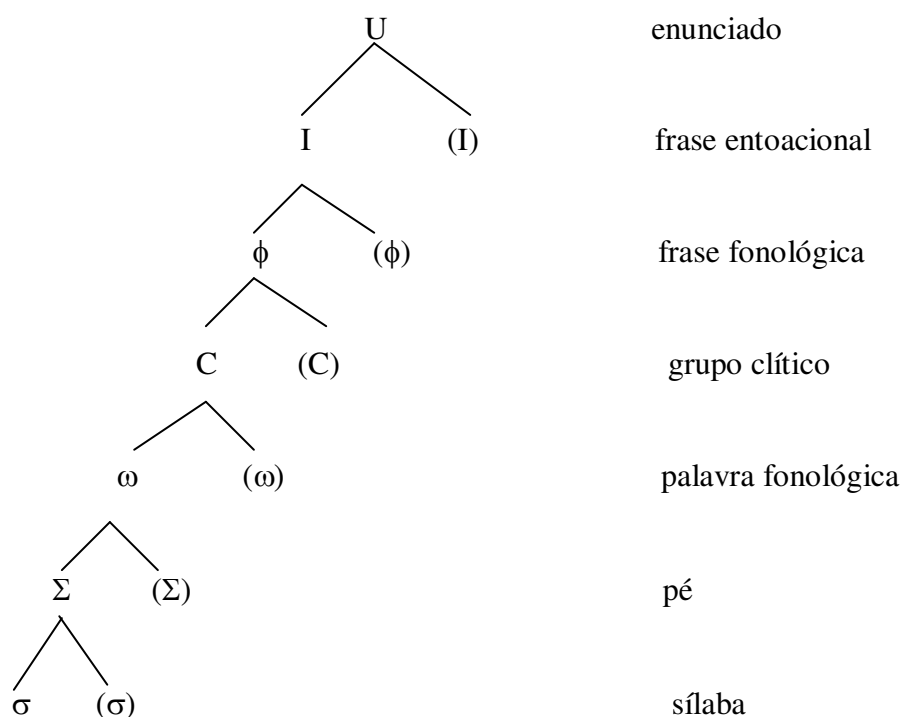 U enunciado
I (I) frase entoacional
ϕ (ϕ) frase fonológica
C (C) grupo clítico
ω (ω) palavra fonológica
Σ (Σ) pé
σ (σ) sílaba